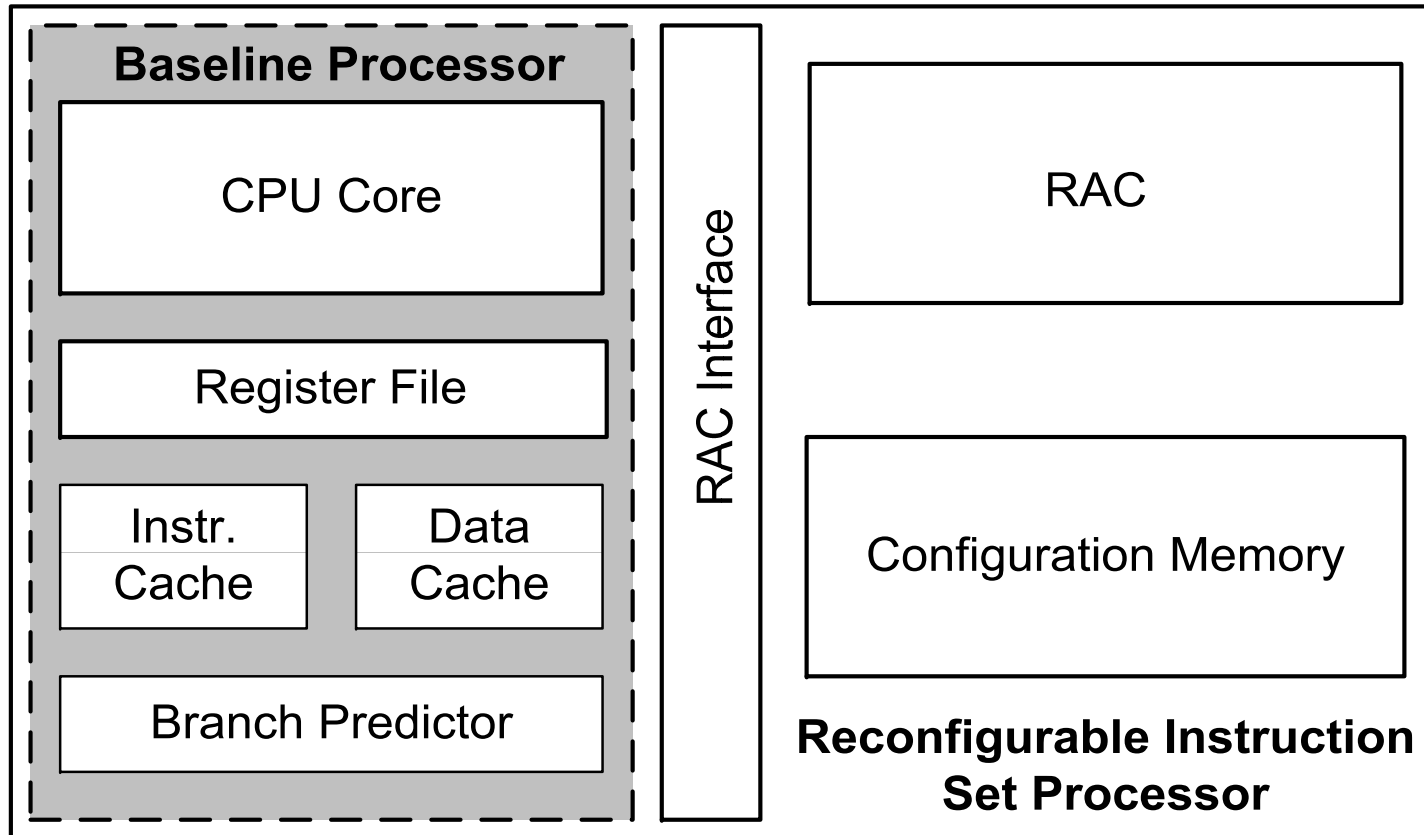 Baseline Processor
CPU Core
Register File
Instr.
Cache
Data
Cache
Branch Predictor
RAC Interface
RAC
Configuration Memory
Reconfigurable Instruction
Set Processor